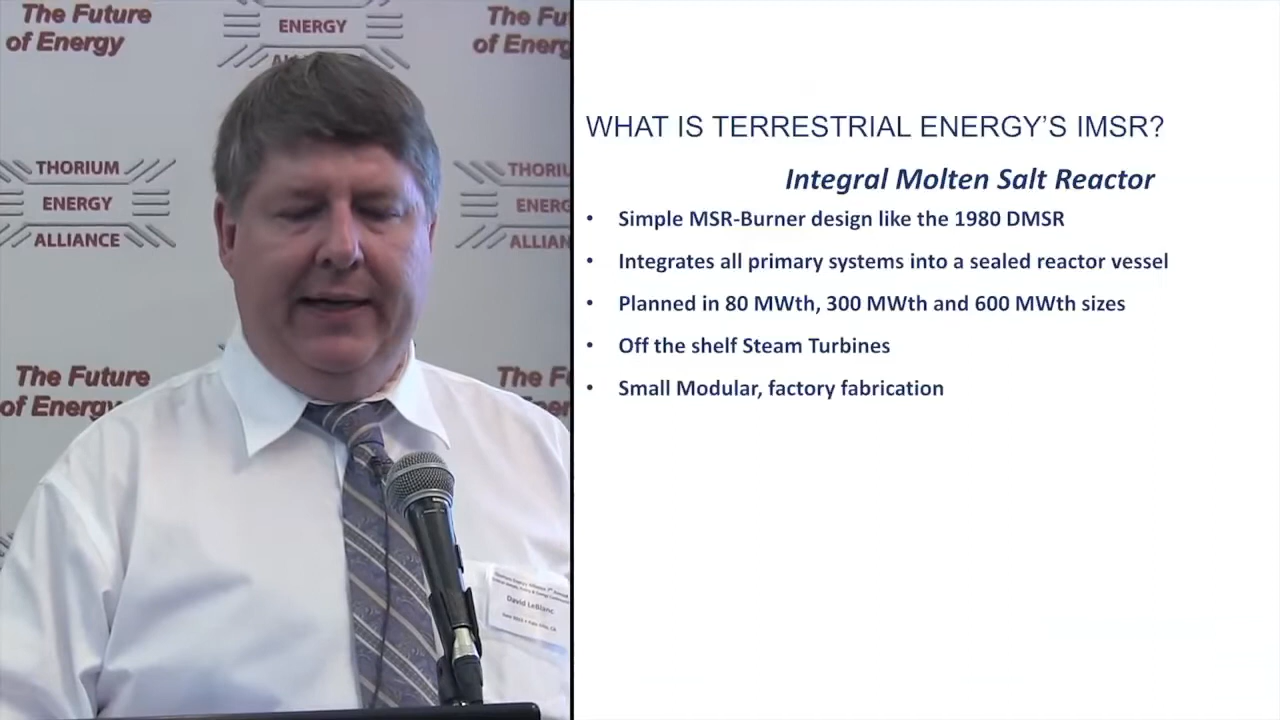 The Future
of Energy
ENERGY
ALLIANCE
The Fu
of Energ
THORIUM
ENERGY
ALLIANCE
THORIU
ENERG
ALLIAN
The Future
of Energy
The F
David LeBlanc
WHAT IS TERRESTRIAL ENERGY'S IMSR?
Integral Molten Salt Reactor
• Simple MSR-Burner design like the 1980 DMSR
• Integrates all primary systems into a sealed reactor vessel
• Planned in 80 MWth, 300 MWth and 600 MWth sizes
• Off the shelf Steam Turbines
• Small Modular, factory fabrication